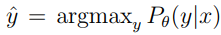 ŷ = argmax_y P_θ(y|x)